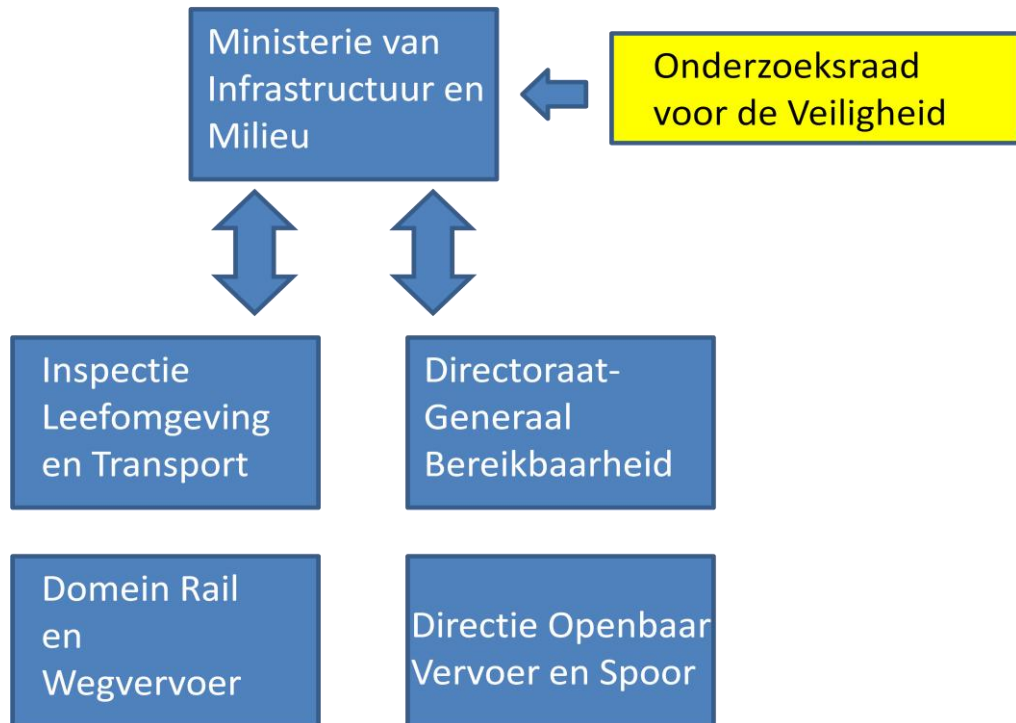 Ministerie van
Infrastructuur en
Milieu
Onderzoeksraad
voor de Veiligheid
Inspectie
Leefomgeving
en Transport
Directoraat-
Generaal
Bereikbaarheid
Domein Rail
en
Wegvervoer
Directie Openbaar
Vervoer en Spoor